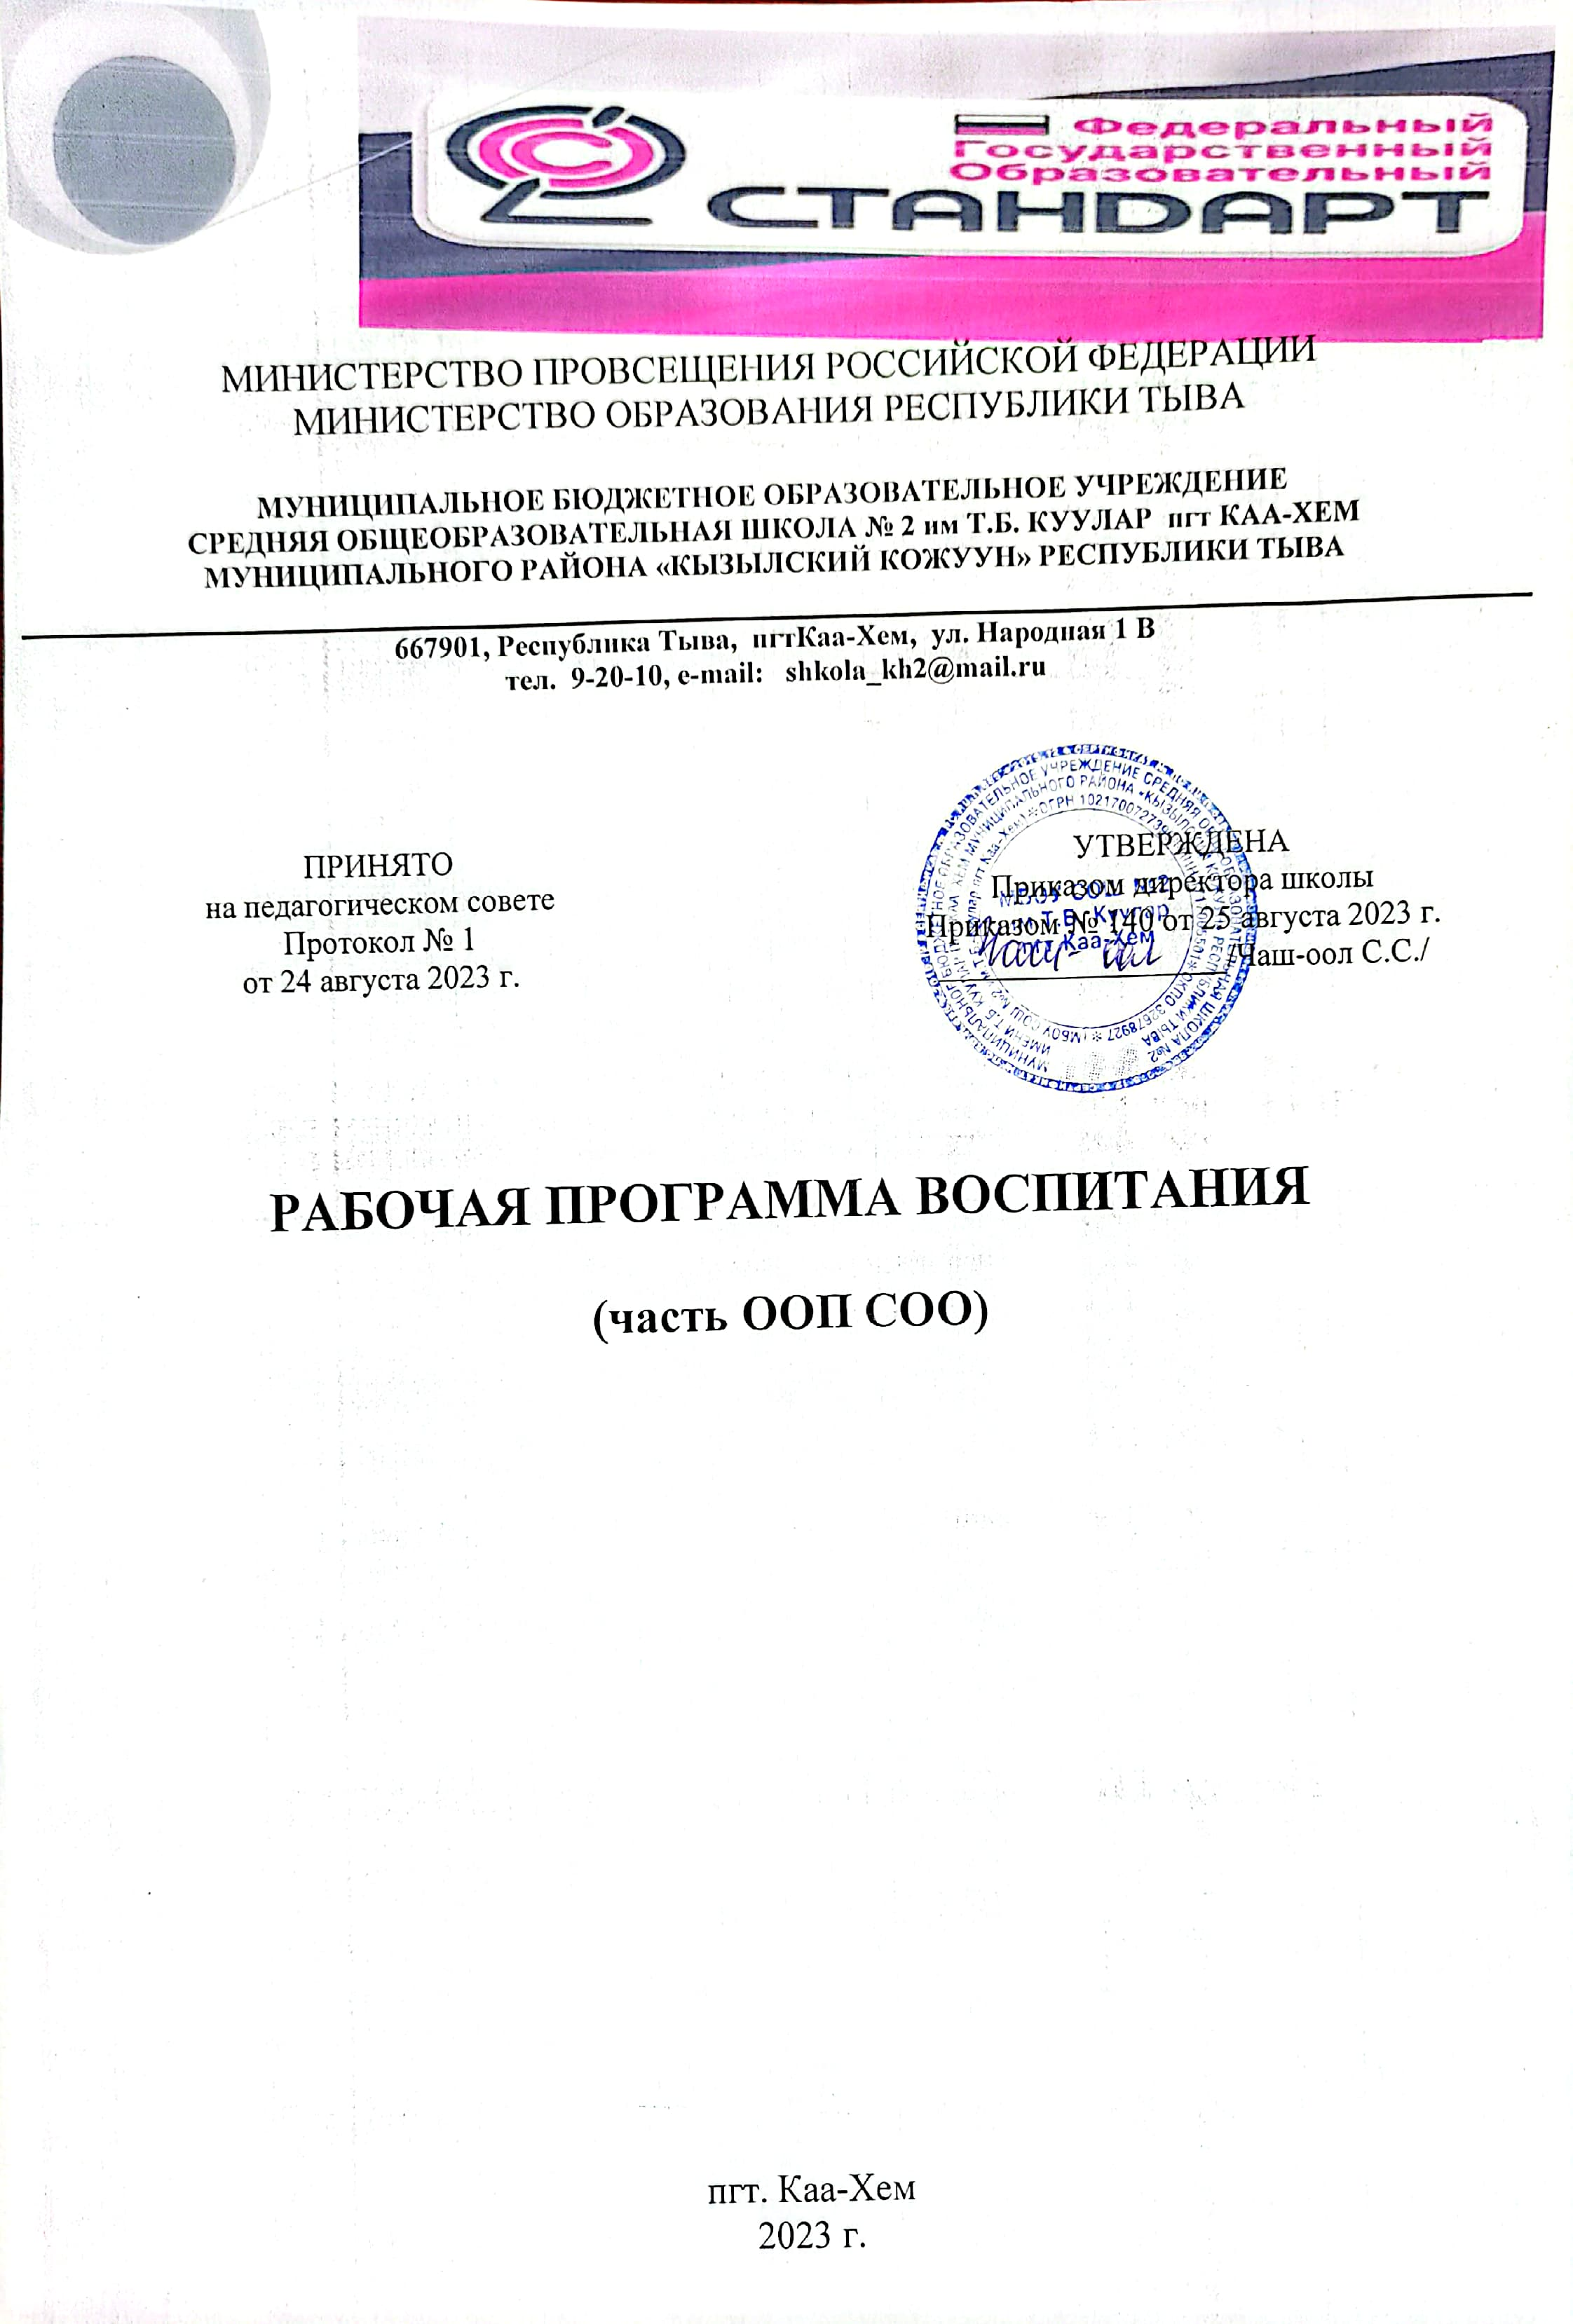 Федеральный
Государственный
Образовательный
СТАНДАРТ
МИНИСТЕРСТВО ПРОВСЕЩЕНИЯ РОССИЙСКОЙ ФЕДЕРАЦИИ
МИНИСТЕРСТВО ОБРАЗОВАНИЯ РЕСПУБЛИКИ ТЫВА
МУНИЦИПАЛЬНОЕ БЮДЖЕТНОЕ ОБРАЗОВАТЕЛЬНОЕ УЧРЕЖДЕНИЕ
СРЕДНЯЯ ОБЩЕОБРАЗОВАТЕЛЬНАЯ ШКОЛА № 2 им Т.Б. КУУЛАР пгт КАА-ХЕМ
МУНИЦИПАЛЬНОГО РАЙОНА «КЫЗЫЛСКИЙ КОЖУУН» РЕСПУБЛИКИ ТЫВА
667901, Республика Тыва, пгтКаа-Хем, ул. Народная 1 В
тел. 9-20-10, e-mail: shkola_kh2@mail.ru
ПРИНЯТО
на педагогическом совете
Протокол № 1
от 24 августа 2023 г.
УТВЕРЖДЕНА
Приказом директора школы
Приказом № 140 от 25 августа 2023 г.
/Чаш-оол С.С./
РАБОЧАЯ ПРОГРАММА ВОСПИТАНИЯ
(часть ООП СОО)
пгт. Каа-Хем
2023 г.